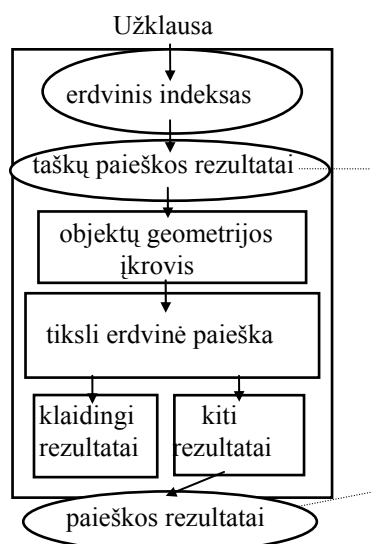 Užklausa
erdvinis indeksas
taškų paieškos rezultatai
objektų geometrijos
įkrovis
tiksli erdvinė paieška
klaidingi
rezultatai
kiti
rezultatai
paieškos rezultatai